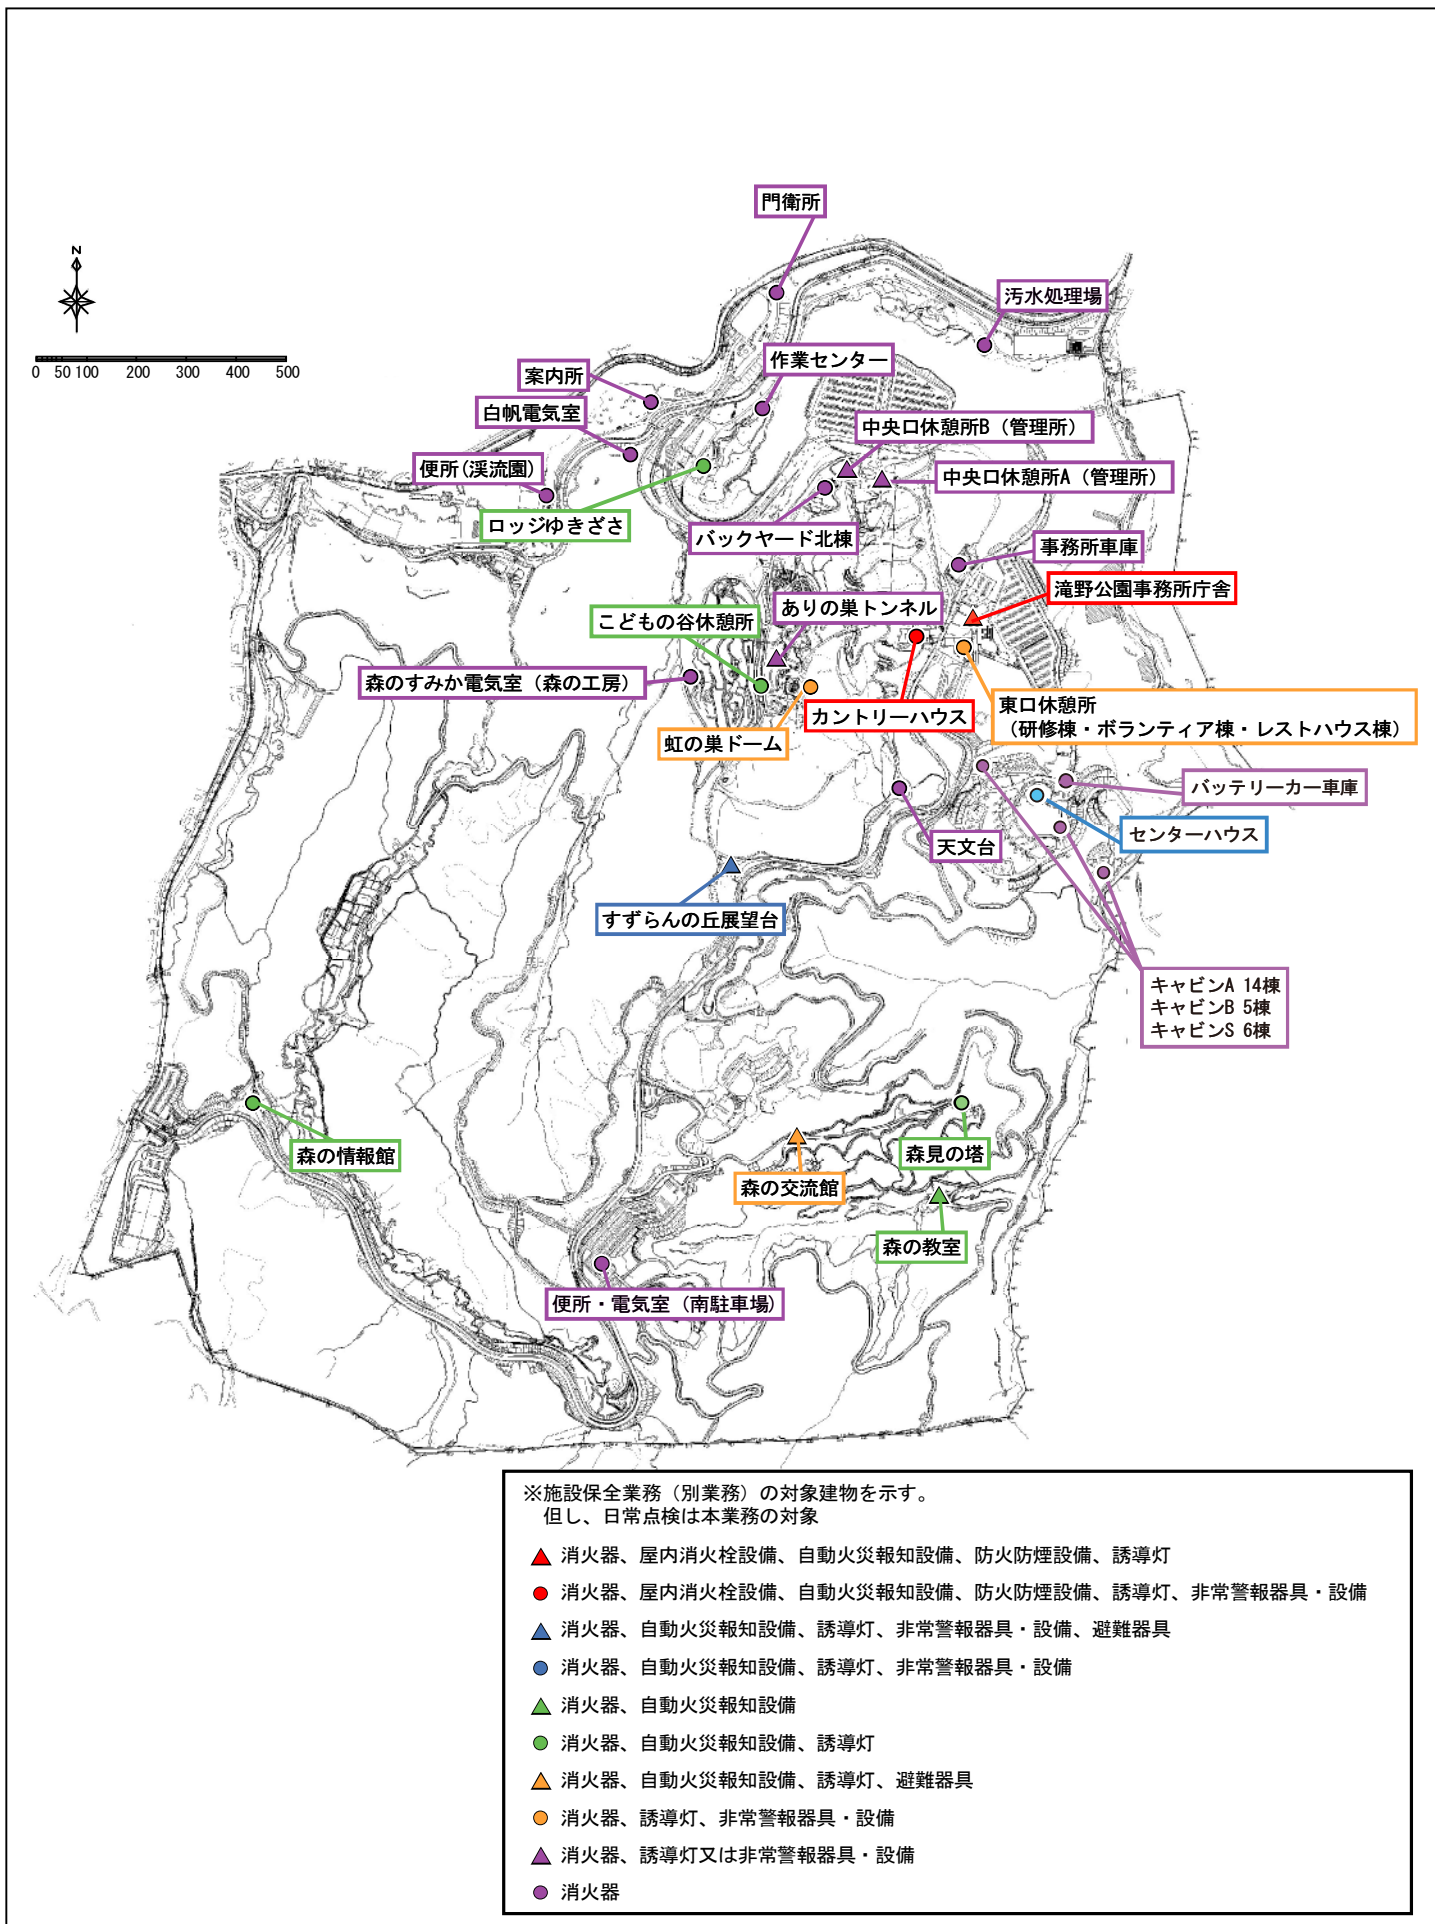 門衛所
N
汚水処理場
0 50 100 200 300 400 500
作業センター
案内所
白帆電気室
中央口休憩所B（管理所）
便所(渓流園)
中央口休憩所A（管理所）
ロッジゆきざさ
バックヤード北棟
事務所車庫
滝野公園事務所庁舎
ありの巣トンネル
こどもの谷休憩所
森のすみか電気室（森の工房）
カントリーハウス
東口休憩所
（研修棟・ボランティア棟・レストハウス棟）
虹の巣ドーム
バッテリーカー車庫
センターハウス
天文台
すずらんの丘展望台
キャビンA 14棟
キャビンB 5棟
キャビンS 6棟
森の情報館
森見の塔
森の交流館
森の教室
便所・電気室（南駐車場）
※施設保全業務（別業務）の対象建物を示す。
但し、日常点検は本業務の対象
消火器、屋内消火栓設備、自動火災報知設備、防火防煙設備、誘導灯
消火器、屋内消火栓設備、自動火災報知設備、防火防煙設備、誘導灯、非常警報器具・設備
消火器、自動火災報知設備、誘導灯、非常警報器具・設備、避難器具
消火器、自動火災報知設備、誘導灯、非常警報器具・設備
消火器、自動火災報知設備
消火器、自動火災報知設備、誘導灯
消火器、自動火災報知設備、誘導灯、避難器具
消火器、誘導灯、非常警報器具・設備
消火器、誘導灯又は非常警報器具・設備
消火器